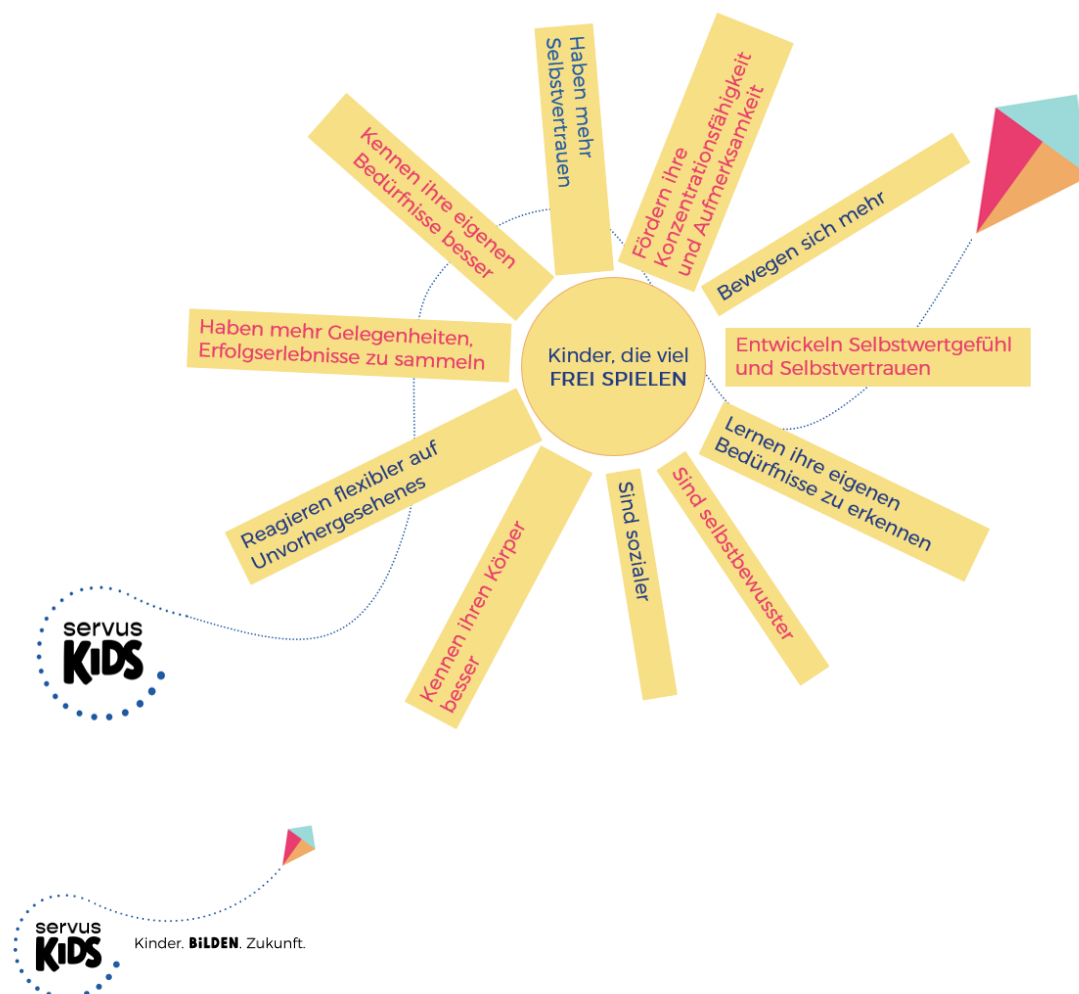 Kinder, die viel
FREI SPIELEN
Haben mehr
Selbstvertrauen
Fördern ihre
Konzentrationsfähigkeit
und Aufmerksamkeit
Bewegen sich mehr
Entwickeln Selbstwertgefühl
und Selbstvertrauen
Lernen ihre eigenen
Bedürfnisse zu erkennen
Sind selbstbewusster
Sind sozialer
Kennen ihren Körper
besser
Reagieren flexibler auf
Unvorhergesehenes
Haben mehr Gelegenheiten,
Erfolgserlebnisse zu sammeln
Kennen ihre eigenen
Bedürfnisse besser
servus
KiDS
servus
KiDS
Kinder. BiLDEN. Zukunft.